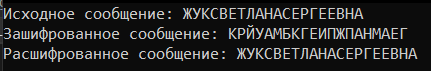 Исходное сообщение: ЖУКСВЕТЛАНАСЕРГЕЕВНА
Зашифрованное сообщение: КРЙУАМБКГЕИПЖПАНМАЕГ
Расшифрованное сообщение: ЖУКСВЕТЛАНАСЕРГЕЕВНА